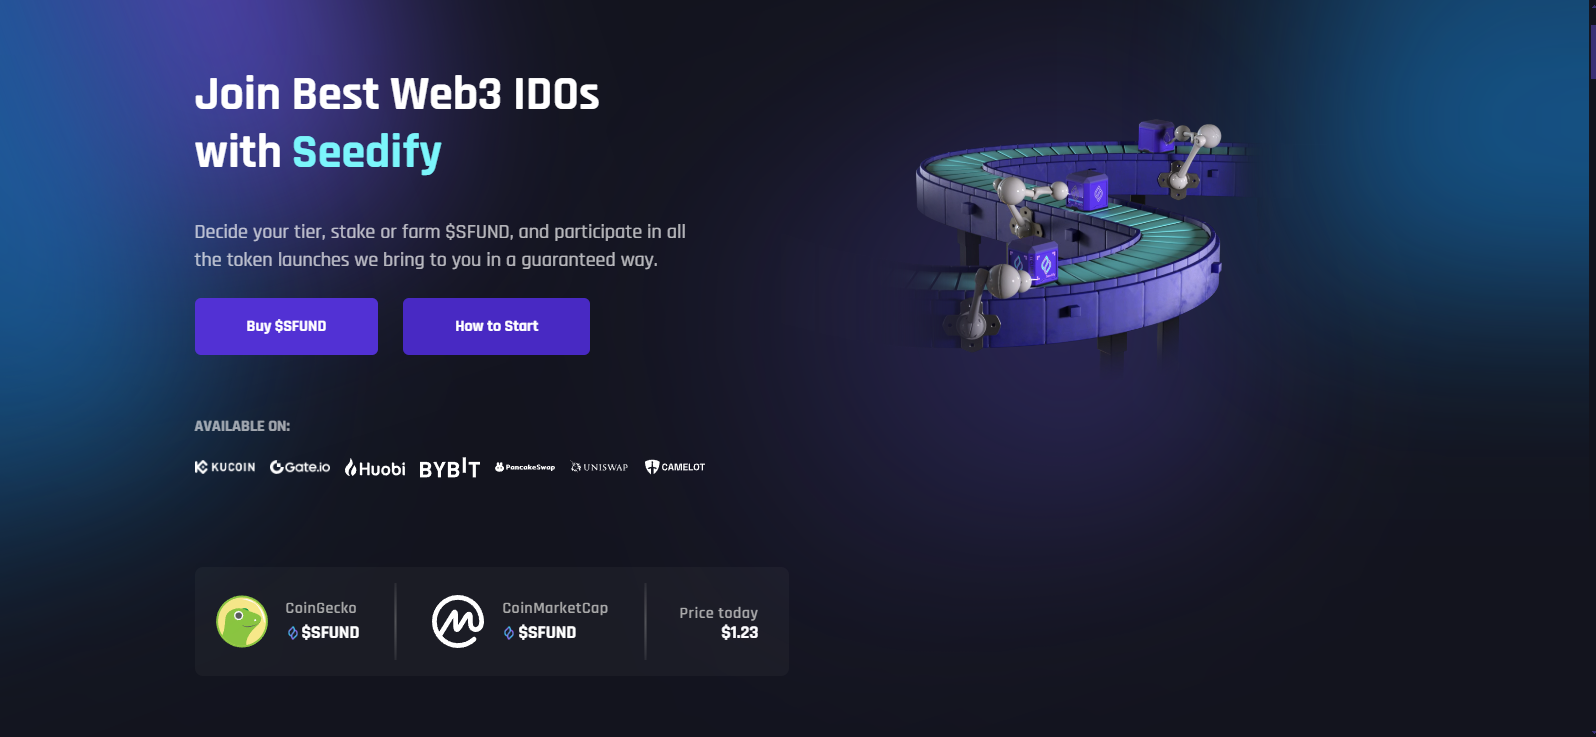 Join Best Web3 IDOs
with Seedify
Decide your tier, stake or farm $SFUND, and participate in all
the token launches we bring to you in a guaranteed way.
Buy $SFUND
How to Start
AVAILABLE ON:
KUCOIN Gate.io Huobi BYBIT PancakeSwap UNISWAP CAMELOT
CoinGecko
$SFUND
CoinMarketCap
$SFUND
Price today
$1.23